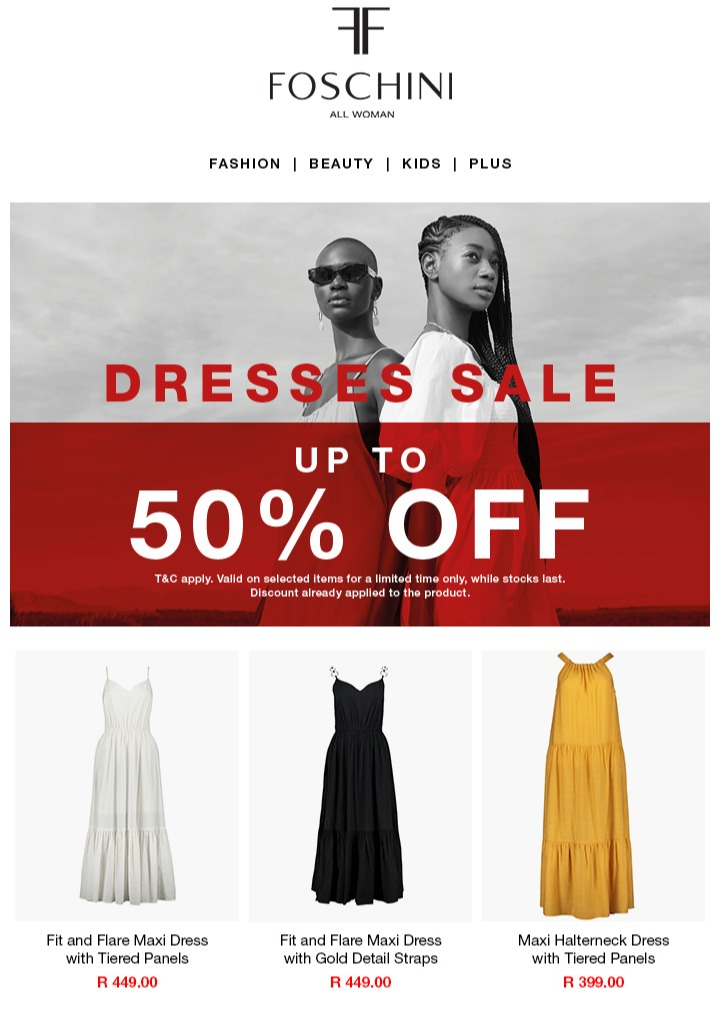 FF
FOSCHINI
ALL WOMAN
FASHION | BEAUTY | KIDS | PLUS
DRESSES SALE
UP TO
50% OFF
T&C apply. Valid on selected items for a limited time only, while stocks last.
Discount already applied to the product.
Fit and Flare Maxi Dress
with Tiered Panels
R 449.00
Fit and Flare Maxi Dress
with Gold Detail Straps
R 449.00
Maxi Halterneck Dress
with Tiered Panels
R 399.00